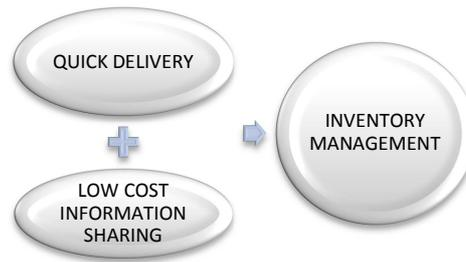 QUICK DELIVERY
LOW COST
INFORMATION
SHARING
INVENTORY
MANAGEMENT